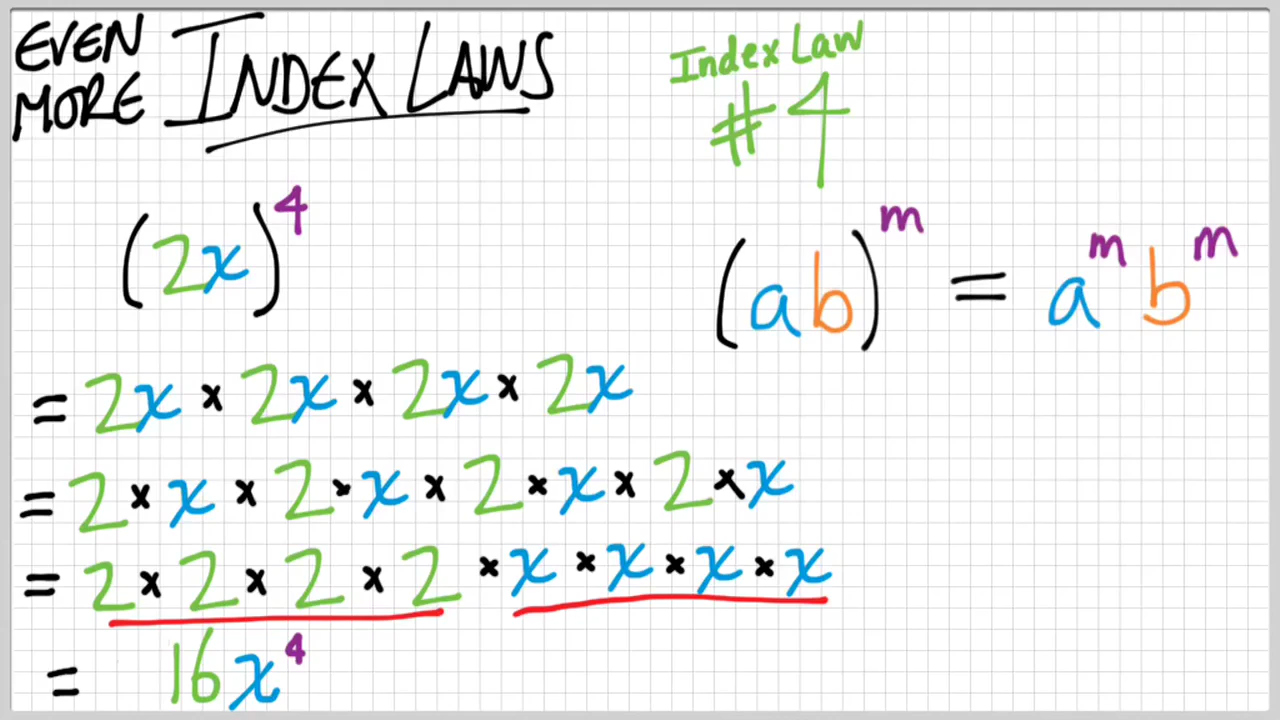 EVEN MORE INDEX LAWS
Index Law
#4
(2x)⁴
(ab)ᵐ = aᵐbᵐ
= 2x × 2x × 2x × 2x
= 2 × x × 2 × x × 2 × x × 2 × x
= 2 × 2 × 2 × 2 × x × x × x × x
= 16x⁴